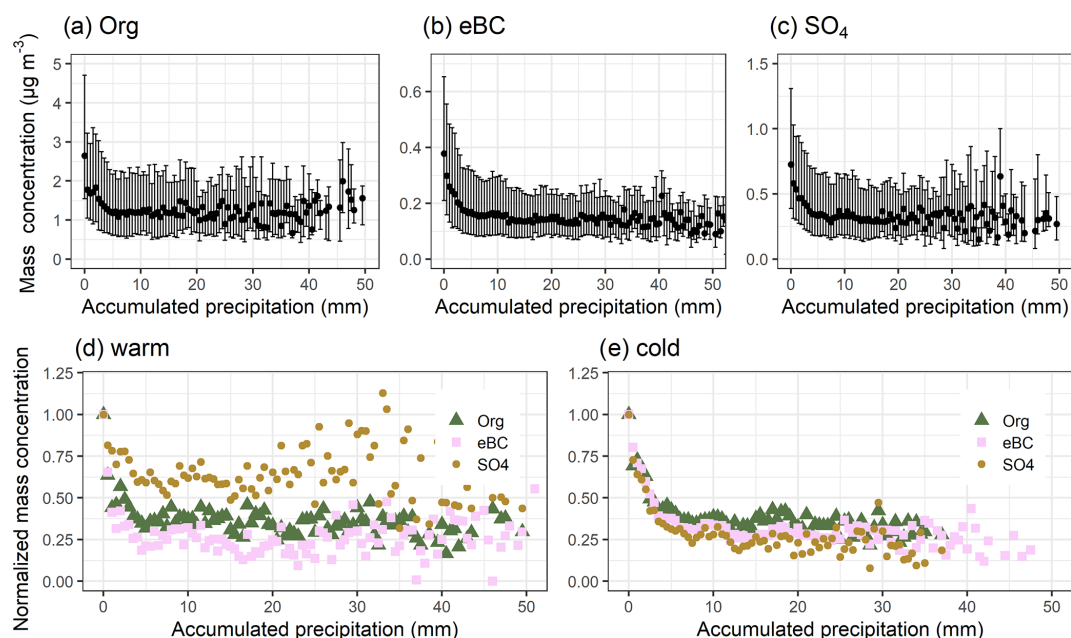 (a) Org
(b) eBC
(c) SO₄
Mass concentration (μg m⁻³)
5
4
3
2
1
0
0.6
0.4
0.2
0.0
1.5
1.0
0.5
0.0
0 10 20 30 40 50
0 10 20 30 40 50
0 10 20 30 40 50
Accumulated precipitation (mm)
Accumulated precipitation (mm)
Accumulated precipitation (mm)
(d) warm
(e) cold
Normalized mass concentration
1.25
1.00
0.75
0.50
0.25
0.00
Org
eBC
SO4
1.25
1.00
0.75
0.50
0.25
0.00
Org
eBC
SO4
0 10 20 30 40 50
0 10 20 30 40 50
Accumulated precipitation (mm)
Accumulated precipitation (mm)